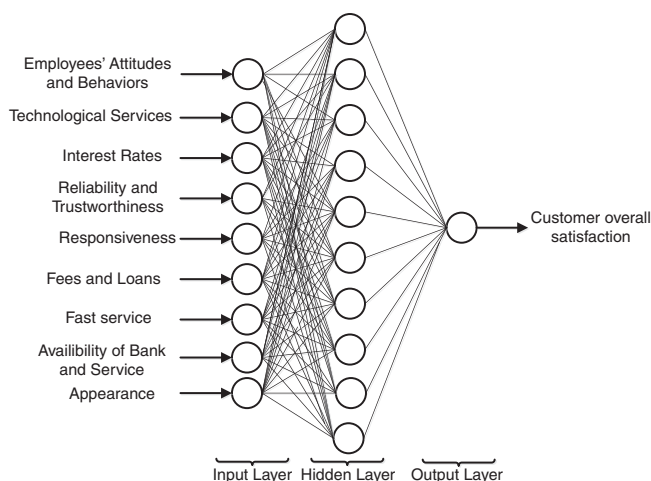 Employees' Attitudes
and Behaviors
Technological Services
Interest Rates
Reliability and
Trustworthiness
Responsiveness
Fees and Loans
Fast service
Availibility of Bank
and Service
Appearance
Customer overall
satisfaction
Input Layer Hidden Layer Output Layer